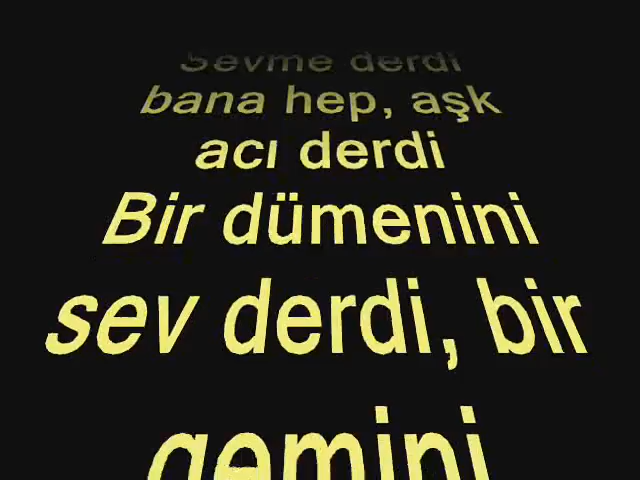 Sevme derdi
bana hep, aşk
acı derdi
Bir dümenini
sev derdi, bir
gemini